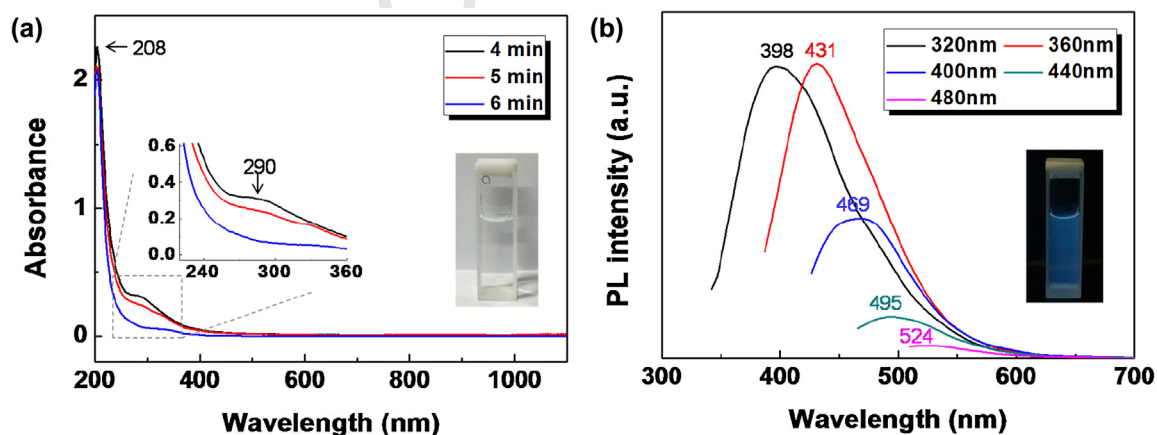 (a)
208
4 min
5 min
6 min
2
1
0
Absorbance
0.6
0.4
0.2
0.0
290
240
300
360
200
400
600
800
1000
Wavelength (nm)
(b)
398
431
469
495
524
320nm
360nm
400nm
440nm
480nm
PL intensity (a.u.)
300
400
500
600
700
Wavelength (nm)